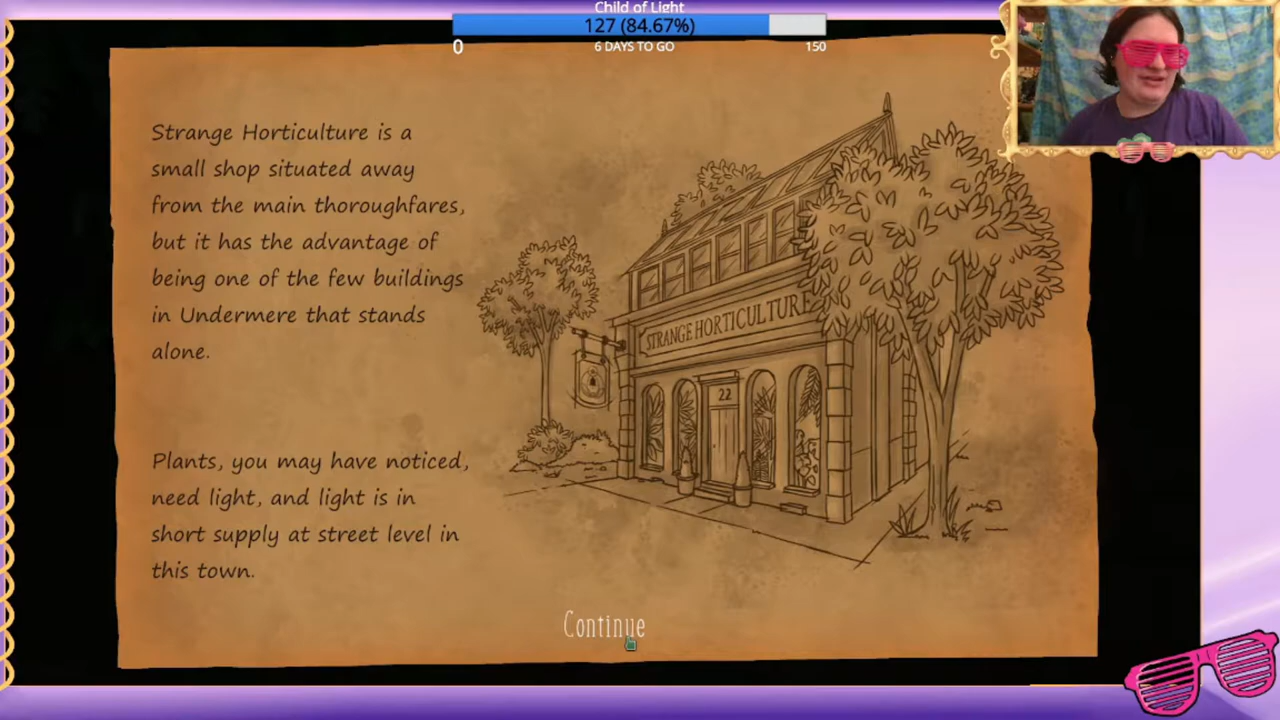 Child of Light
127 (84.67%)
0
6 DAYS TO GO
150
Strange Horticulture is a
small shop situated away
from the main thoroughfares,
but it has the advantage of
being one of the few buildings
in Undermere that stands
alone.
Plants, you may have noticed,
need light, and light is in
short supply at street level in
this town.
STRANGE HORTICULTURE
22
Continue